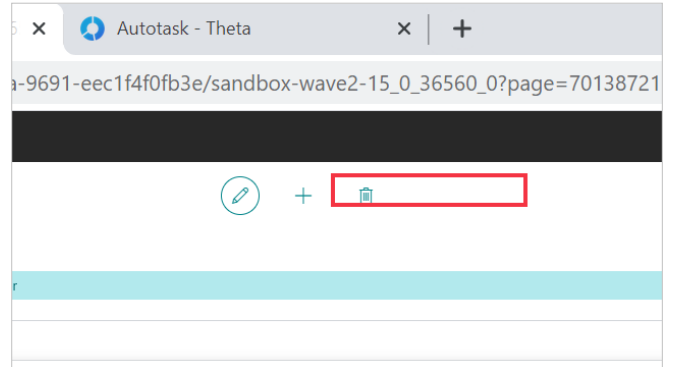 Autotask - Theta
a-9691-eec1f4f0fb3e/sandbox-wave2-15_0_36560_0?page=70138721
r